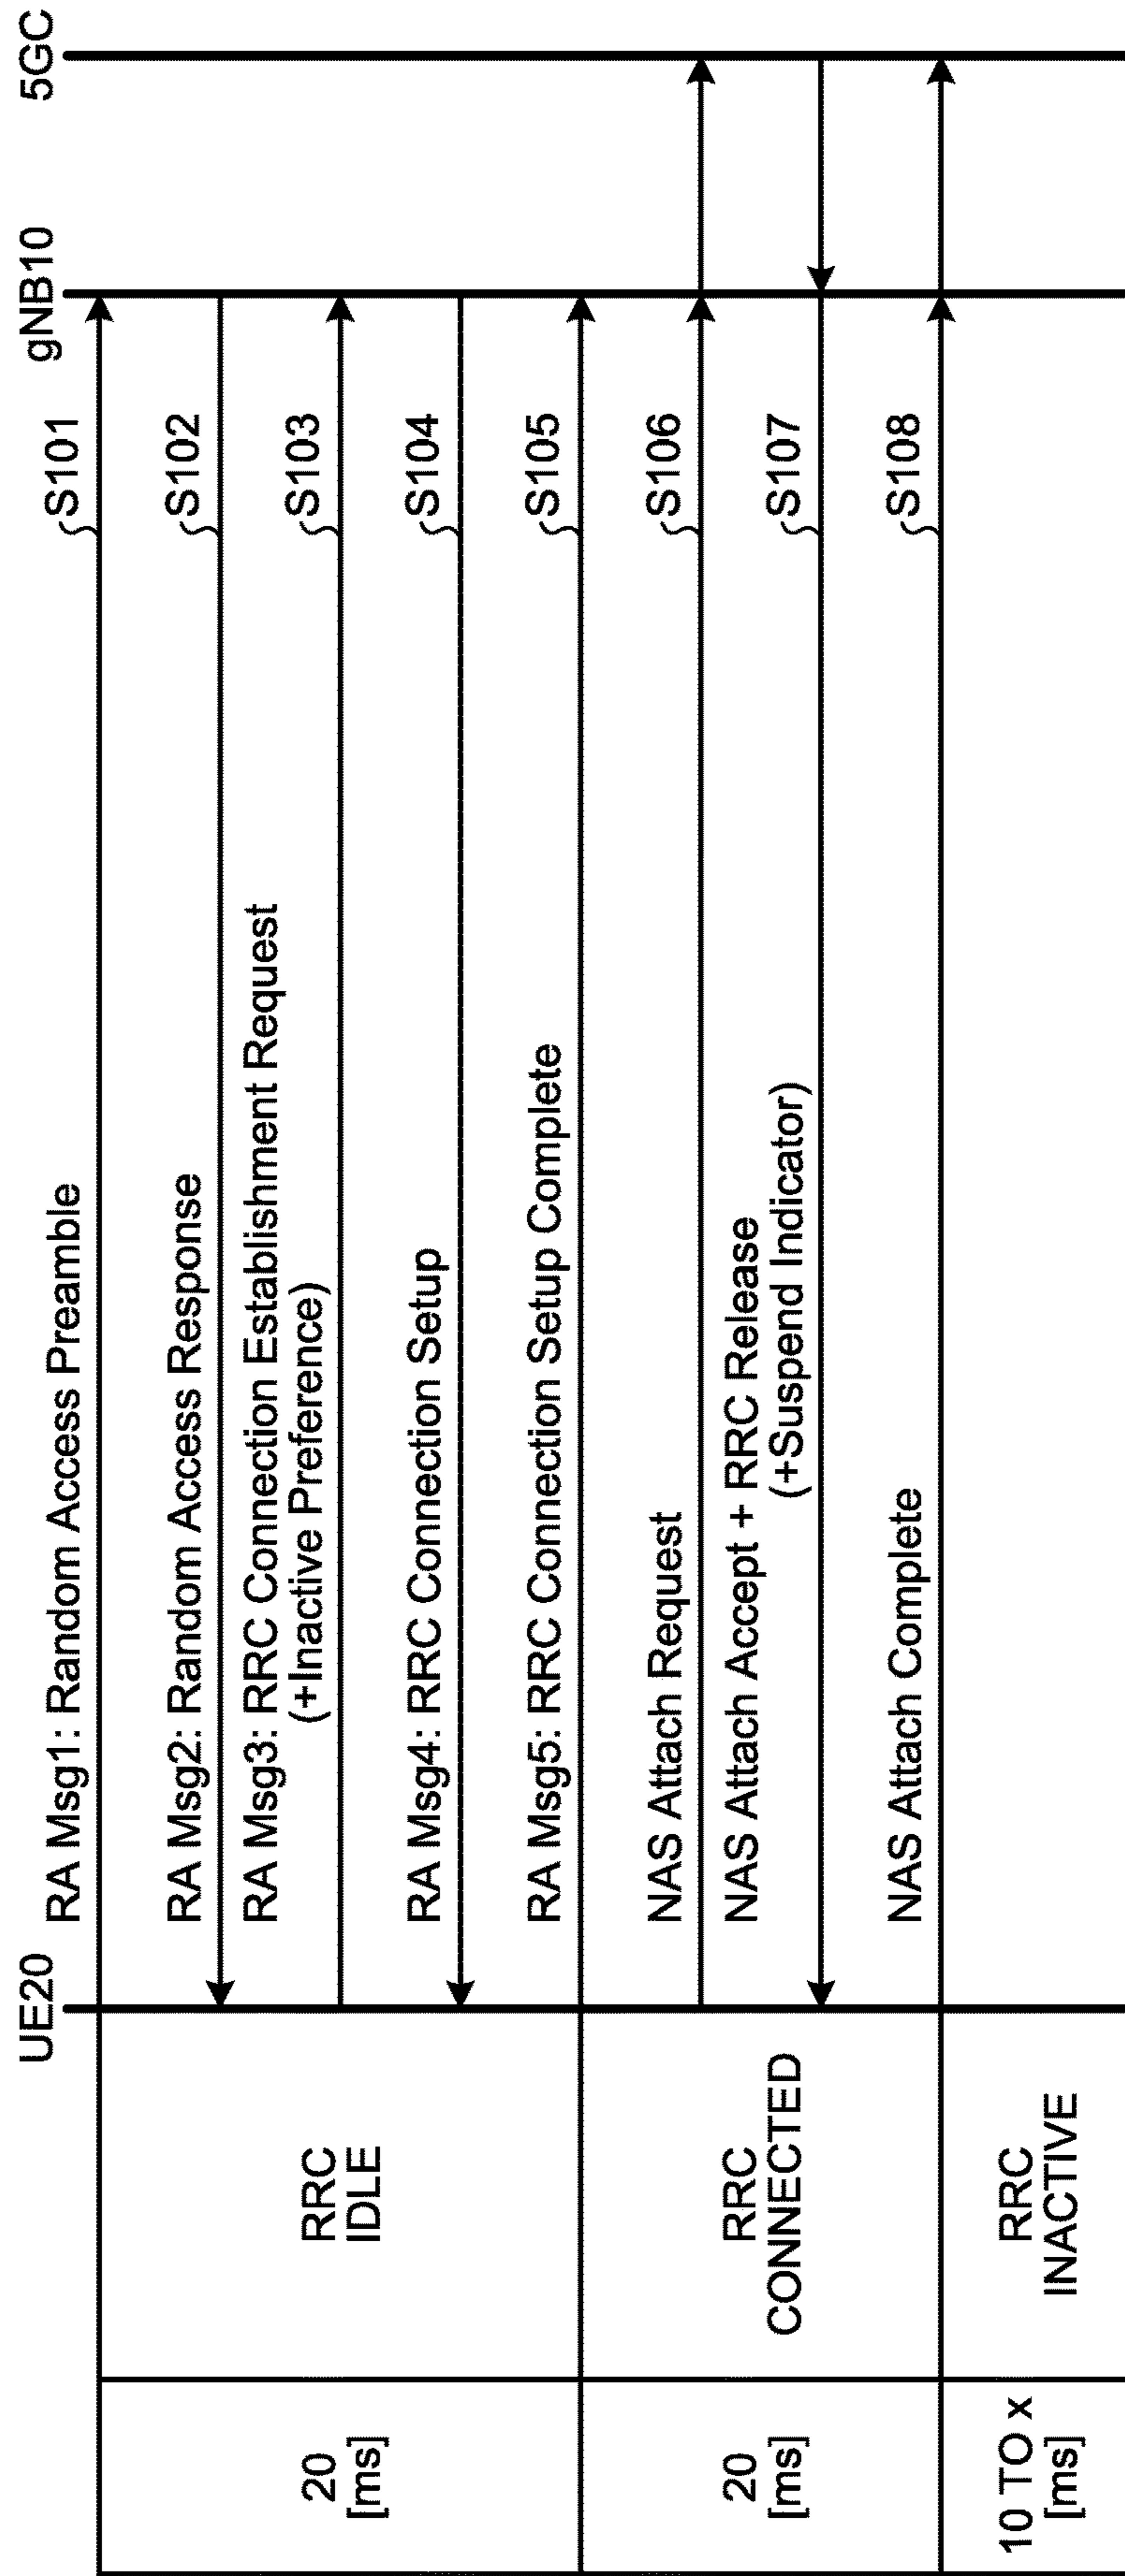 UE20
gNB10
5GC
RA Msg1: Random Access Preamble
S101
RA Msg2: Random Access Response
S102
RA Msg3: RRC Connection Establishment Request
(+Inactive Preference)
S103
RA Msg4: RRC Connection Setup
S104
RA Msg5: RRC Connection Setup Complete
S105
NAS Attach Request
S106
NAS Attach Accept + RRC Release
(+Suspend Indicator)
S107
NAS Attach Complete
S108
20
[ms]
RRC
IDLE
20
[ms]
RRC
CONNECTED
10 TO x
[ms]
RRC
INACTIVE